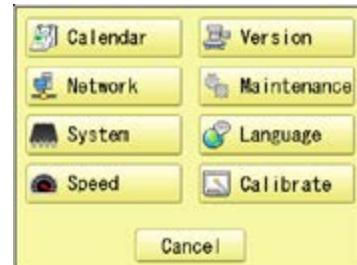 Calendar Version
Network Maintenance
System Language
Speed Calibrate
Cancel